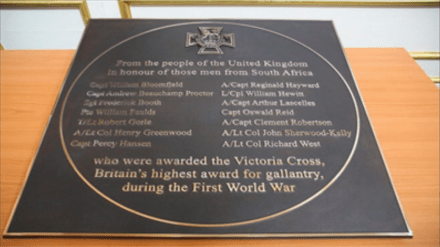 From the people of the United Kingdom
in honour of those men from South Africa
Capt William Bloomfield A/Capt Reginald Hayward
Capt Andrew Beauchamp Proctor L/Cpl William Hewitt
Sgt Frederick Booth A/Capt Arthur Lascelles
Pte William Faulds Capt Oswald Reid
T/Lt Robert Gorle A/Capt Clement Robertson
A/Lt Col Henry Greenwood A/Lt Col John Sherwood-Kelly
Capt Percy Hansen A/Lt Col Richard West
who were awarded the Victoria Cross,
Britain's highest award for gallantry,
during the First World War